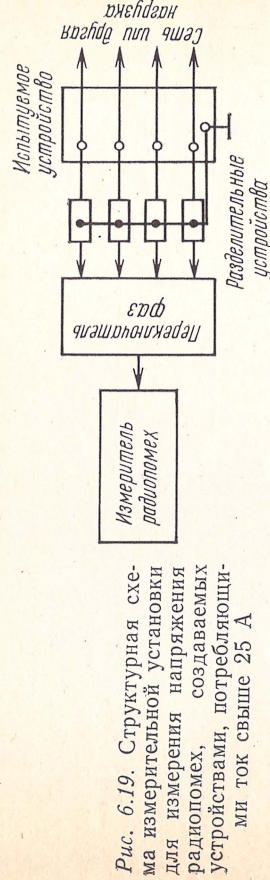 Испытуемое
устройство
Сеть или другая
нагрузка
Переключатель
фаз
Разделительные
устройства
Измеритель
радиопомех
Рис. 6.19. Структурная схе-
ма измерительной установки
для измерения напряжения
радиопомех, создаваемых
устройствами, потребляющи-
ми ток свыше 25 А